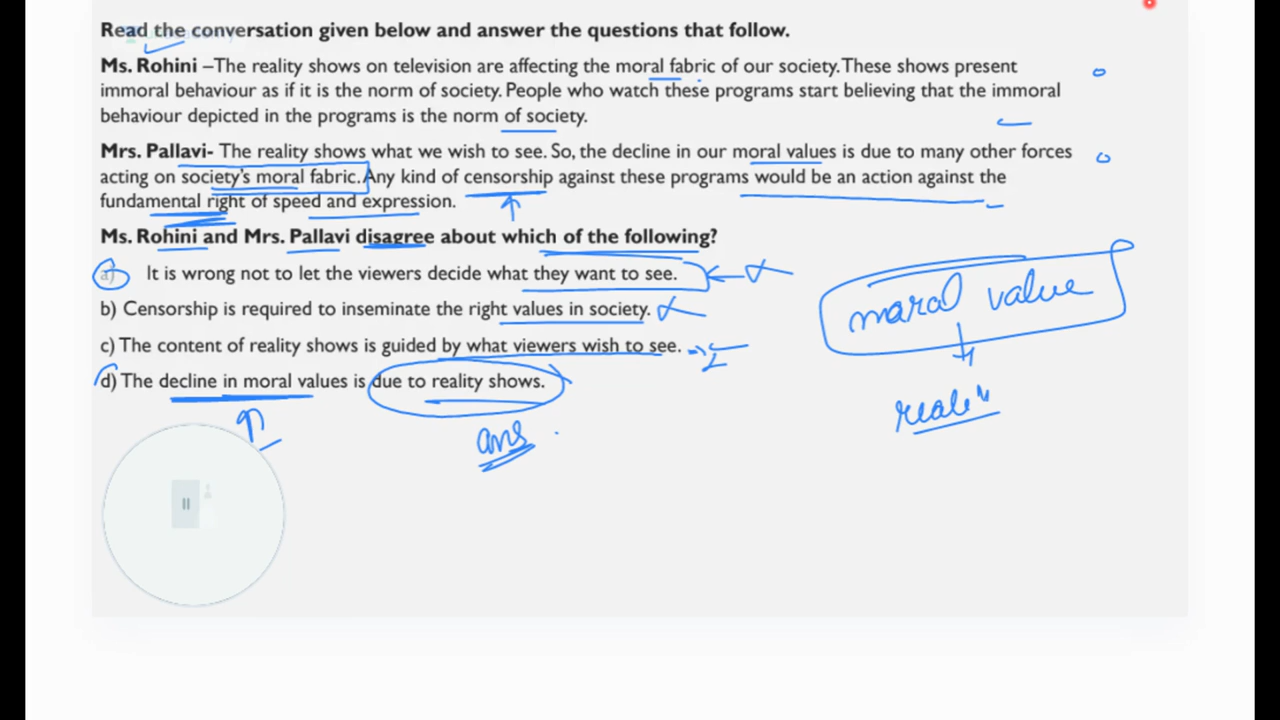 Read the conversation given below and answer the questions that follow.
Ms. Rohini –The reality shows on television are affecting the moral fabric of our society. These shows present
immoral behaviour as if it is the norm of society. People who watch these programs start believing that the immoral
behaviour depicted in the programs is the norm of society.
Mrs. Pallavi- The reality shows what we wish to see. So, the decline in our moral values is due to many other forces
acting on society's moral fabric. Any kind of censorship against these programs would be an action against the
fundamental right of speed and expression.
Ms. Rohini and Mrs. Pallavi disagree about which of the following?
a) It is wrong not to let the viewers decide what they want to see.
b) Censorship is required to inseminate the right values in society.
moral value
c) The content of reality shows is guided by what viewers wish to see.
d) The decline in moral values is due to reality shows.
ans